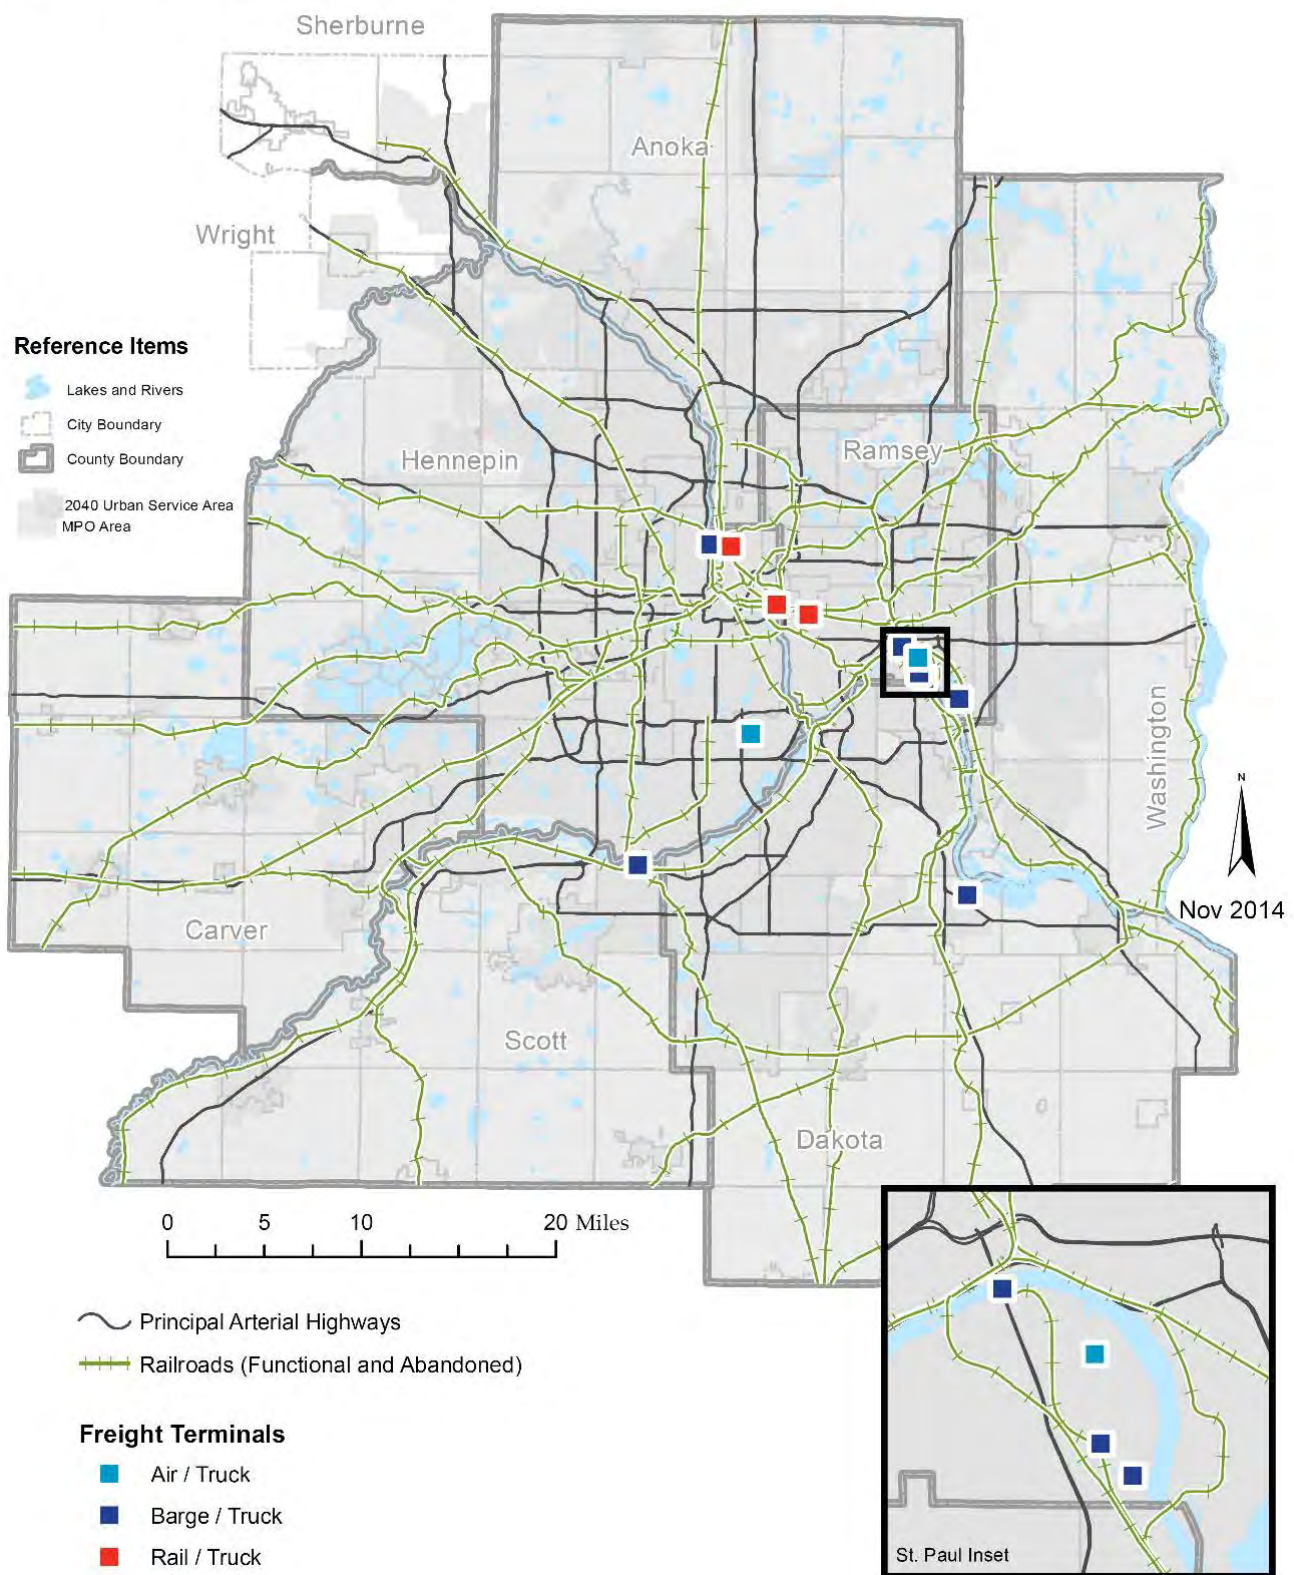 Sherburne
Anoka
Wright
Reference Items
Lakes and Rivers
City Boundary
County Boundary
2040 Urban Service Area
MPO Area
Hennepin
Ramsey
Washington
N
Nov 2014
Carver
Scott
Dakota
0 5 10 20 Miles
Principal Arterial Highways
Railroads (Functional and Abandoned)
Freight Terminals
Air / Truck
Barge / Truck
Rail / Truck
St. Paul Inset